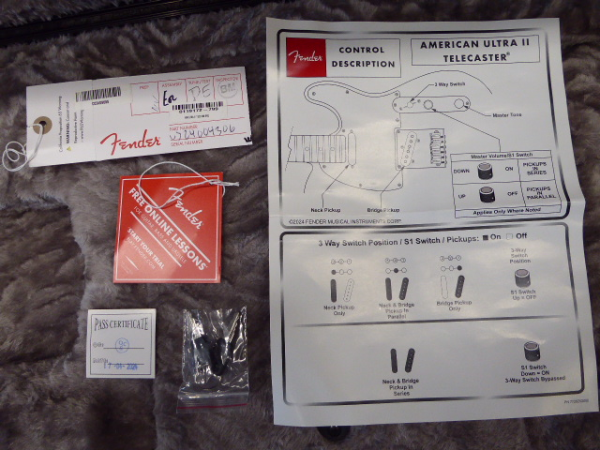 Fender
CONTROL
DESCRIPTION
AMERICAN ULTRA II
TELECASTER®
3 Way Switch
Master Tone
Master Volume/S1 Switch
DOWN
ON
PICKUPS
IN
SERIES
UP
OFF
PICKUPS
IN
PARALLEL
Applies Only Where Noted
Neck Pickup
Bridge Pickup
©2024 FENDER MUSICAL INSTRUMENTS CORP.
3 Way Switch Position / S1 Switch / Pickups: On Off
3-Way
Switch
Position
Neck Pickup
Only
Neck & Bridge
Pickup In
Parallel
Bridge Pickup
Only
S1 Switch
Up = OFF
Neck & Bridge
Pickup in
Series
S1 Switch
Down = ON
3-Way Switch Bypassed
Fender
Fender
FREE
ONLINE LESSONS
START YOUR TRIAL
PASS CERTIFICATE